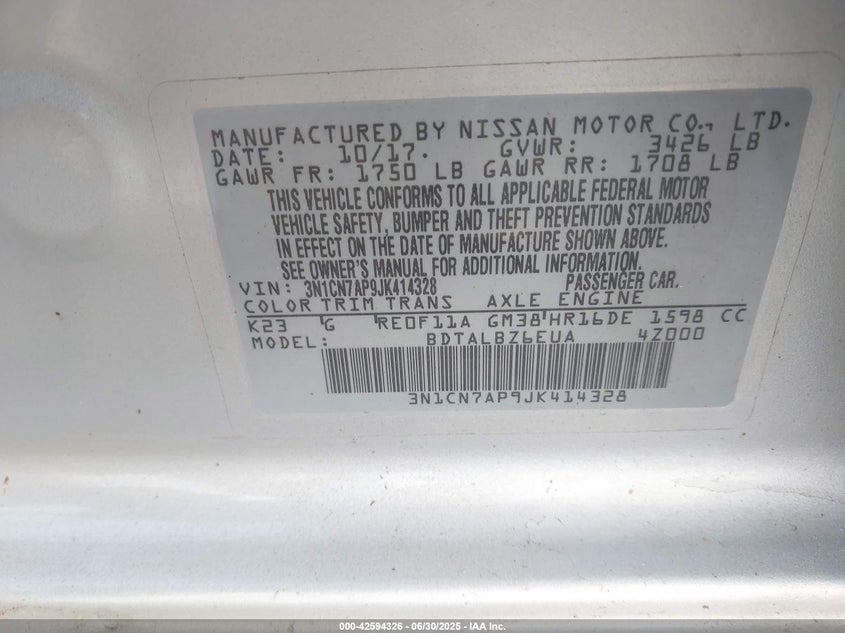 MANUFACTURED BY NISSAN MOTOR CO., LTD.
DATE: 10/17. GVWR: 3426 LB
GAWR FR: 1750 LB GAWR RR: 1708 LB
THIS VEHICLE CONFORMS TO ALL APPLICABLE FEDERAL MOTOR
VEHICLE SAFETY, BUMPER AND THEFT PREVENTION STANDARDS
IN EFFECT ON THE DATE OF MANUFACTURE SHOWN ABOVE.
SEE OWNER'S MANUAL FOR ADDITIONAL INFORMATION.
VIN: 3N1CN7AP9JK414328 PASSENGER CAR.
COLOR TRIM TRANS AXLE ENGINE
K23 G RE0F11A GM38 HR16DE 1598 CC
MODEL: BDTALBZ6EUA 4Z000
3N1CN7AP9JK414328
000-42594326 - 06/30/2025 - IAA Inc.